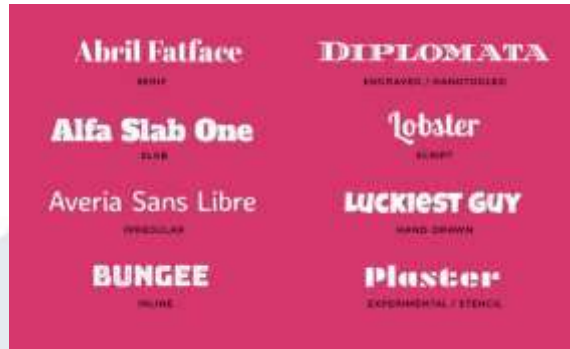 Abril Fatface
SERIF
Alfa Slab One
SLAB
Averia Sans Libre
IRREGULAR
BUNGEE
INLINE
DIPLOMATA
ENGRAVED / HANDTOOLED
Lobster
SCRIPT
LUCKIEST GUY
HAND DRAWN
Plaster
EXPERIMENTAL / STENCIL